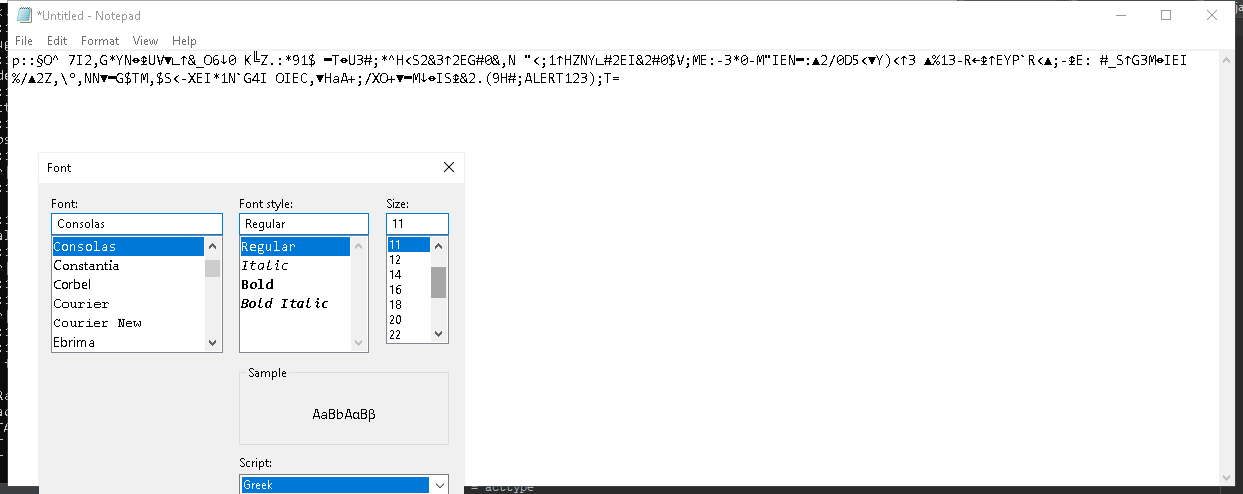 *Untitled - Notepad
File Edit Format View Help
p::§O^ 7I2,G*YN↔↨UV▼∟↑&_O6↓0 K╚Z.:*91$ ━T↔U3#;*^H<S2&3↑2EG#0&,N "<;1↑HZNY∟#2EI&2#0$V;ME:-3*0-M"IEN━:▲2/0D5<▼Y)<↑3 ▲%13-R←↨↑EYP`R<▲;-↨E: #_S↑G3M↔IEI
%/▲2Z,\°,NN▼━G$TM,$S<-XEI*1N`G4I OIEC,▼HaA+;/XO+▼━M↓↔IS↨&2.(9H#;ALERT123);T=
Font
Font: Font style: Size:
Consolas Regular 11
Consolas Regular 11
Constantia Italic 12
Corbel Bold 14
Courier Bold Italic 16
Courier New 18
Ebrima 20
22
Sample
AaBbΑαΒβ
Script:
Greek
= acctype